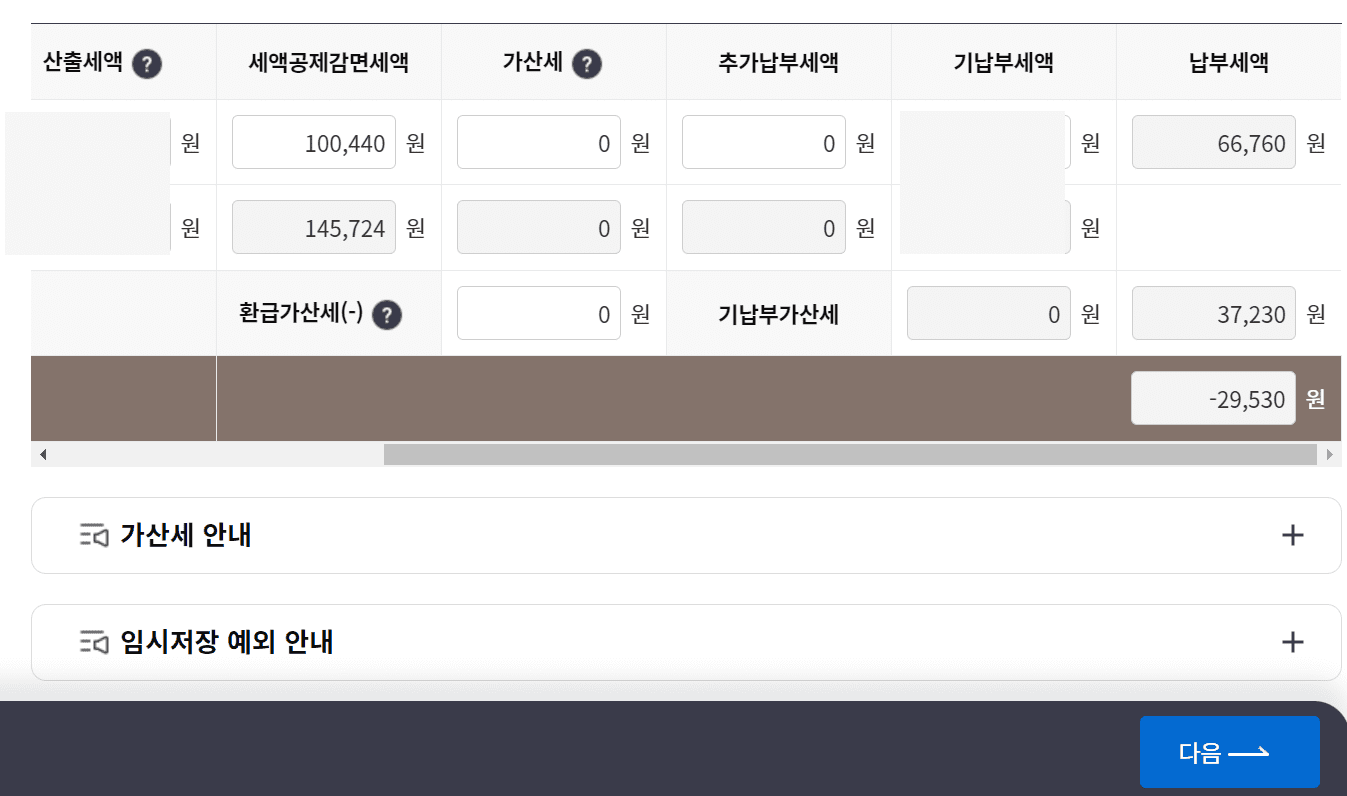 산출세액 ? 세액공제감면세액 가산세 ? 추가납부세액 기납부세액 납부세액
원 100,440 원 0 원 0 원 원 66,760 원
원 145,724 원 0 원 0 원 원
환급가산세(-) ? 0 원 기납부가산세 0 원 37,230 원
-29,530 원
가산세 안내
임시저장 예외 안내
다음